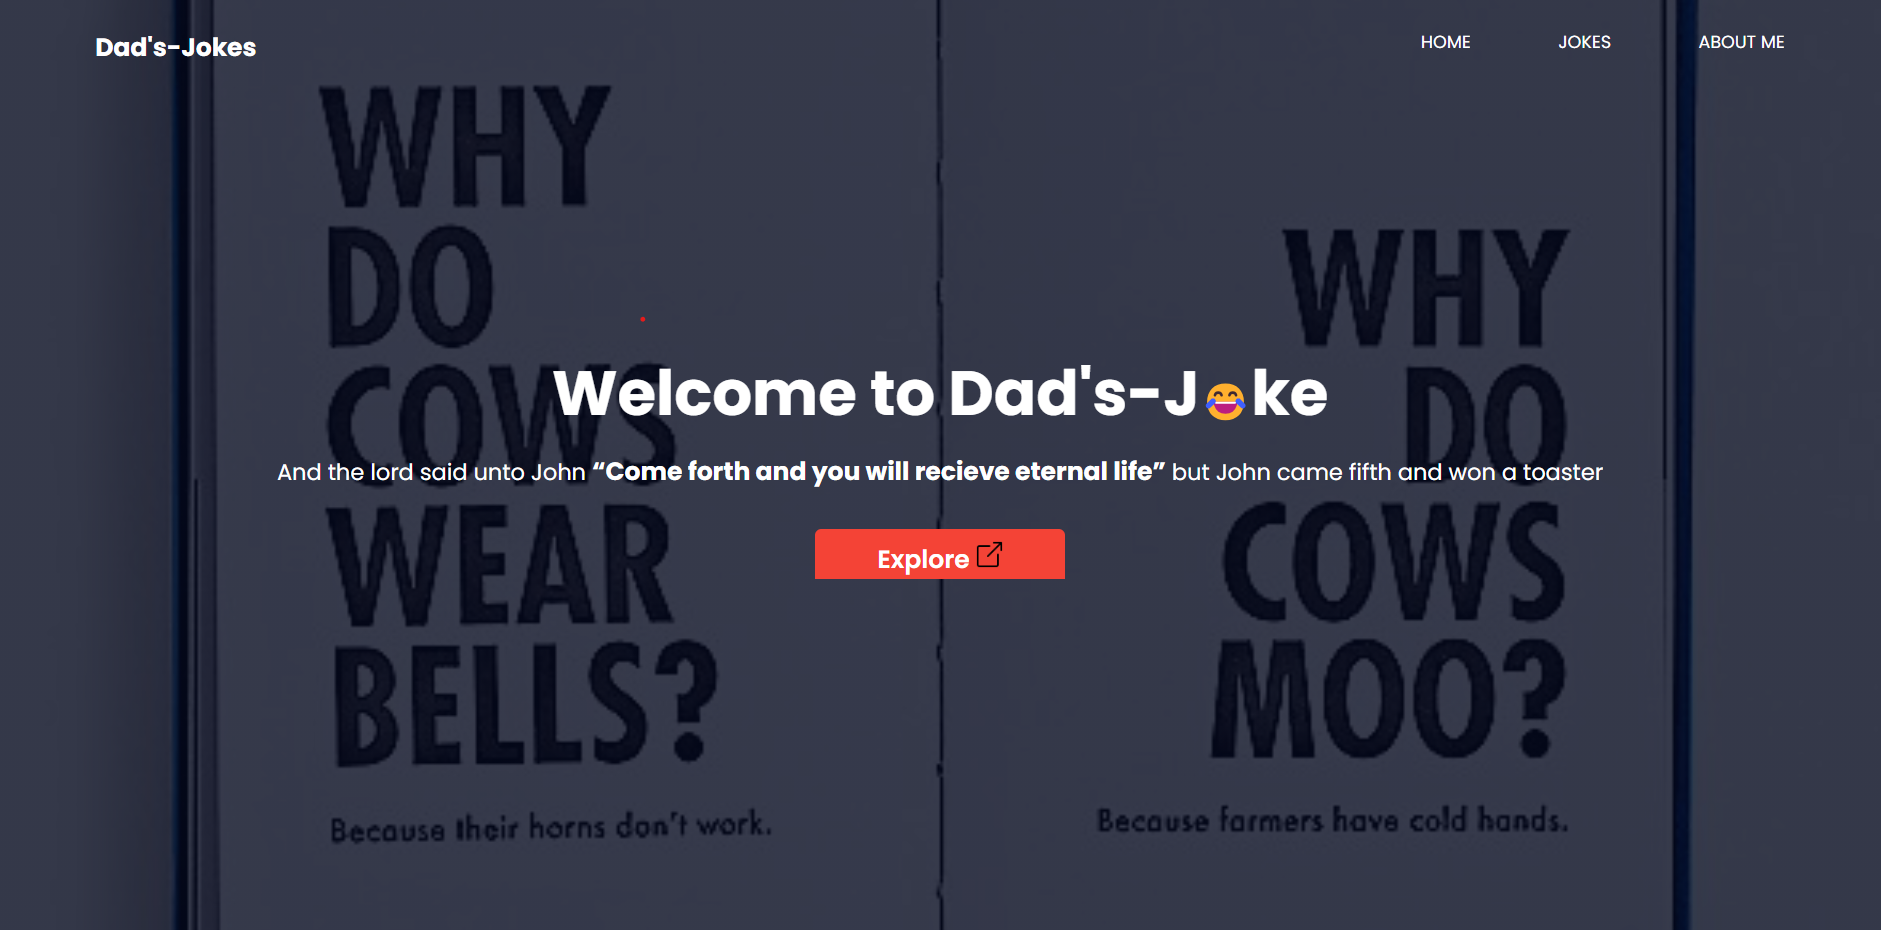 Dad's-Jokes
HOME
JOKES
ABOUT ME
WHY
DO
COWS
WEAR
BELLS?
Because their horns don't work.
WHY
DO
COWS
MOO?
Because farmers have cold hands.
Welcome to Dad's-J😂ke
And the lord said unto John “Come forth and you will recieve eternal life” but John came fifth and won a toaster
Explore